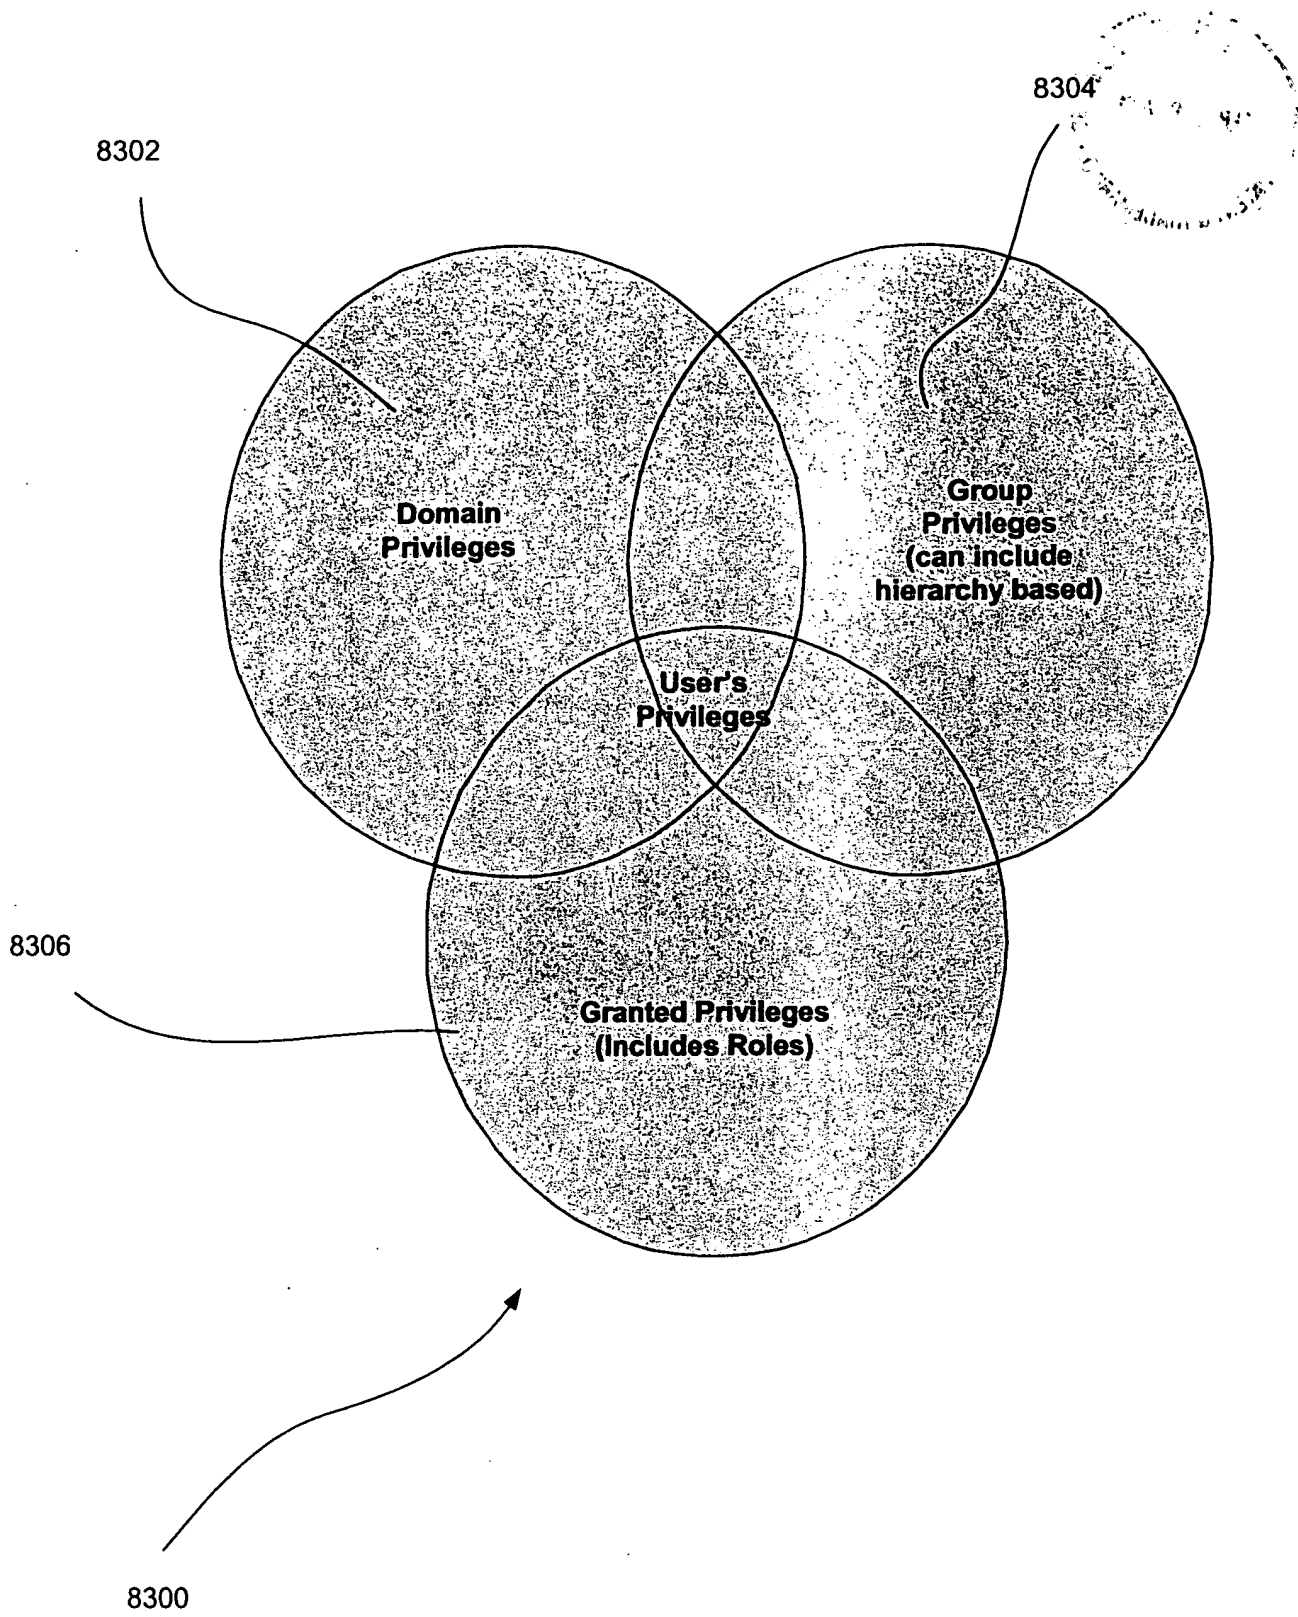 8304
8302
Group
Privileges
(can include
hierarchy based)
Domain
Privileges
User's
Privileges
8306
Granted Privileges
(Includes Roles)
8300